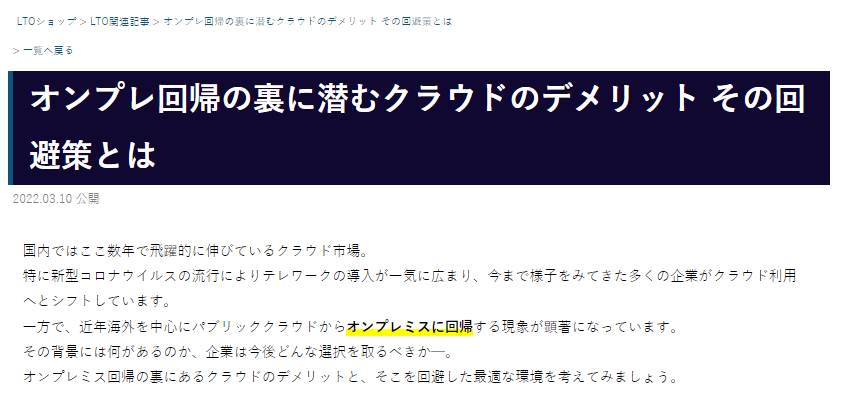 LTOショップ > LTO関連記事 > オンプレ回帰の裏に潜むクラウドのデメリット その回避策とは
> 一覧へ戻る
オンプレ回帰の裏に潜むクラウドのデメリット その回
避策とは
2022.03.10 公開
国内ではここ数年で飛躍的に伸びているクラウド市場。
特に新型コロナウイルスの流行によりテレワークの導入が一気に広まり、今まで様子をみてきた多くの企業がクラウド利用
へとシフトしています。
一方で、近年海外を中心にパブリッククラウドからオンプレミスに回帰する現象が顕著になっています。
その背景には何があるのか、企業は今後どんな選択を取るべきか―。
オンプレミス回帰の裏にあるクラウドのデメリットと、そこを回避した最適な環境を考えてみましょう。